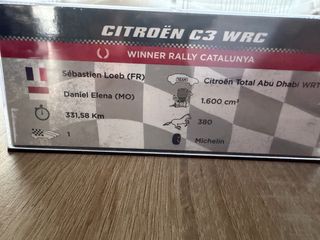 CITROËN C3 WRC
WINNER RALLY CATALUNYA
Sébastien Loeb (FR)
Daniel Elena (MO)
331,58 Km
1
TEAM
Citroën Total Abu Dhabi WRT
1.600 cm³
380
Michelin